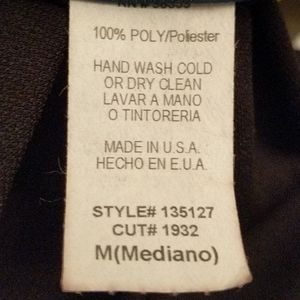 100% POLY/Poliester
HAND WASH COLD
OR DRY CLEAN
LAVAR A MANO
O TINTORERIA
MADE IN U.S.A.
HECHO EN E.U.A.
STYLE# 135127
CUT# 1932
M(Mediano)